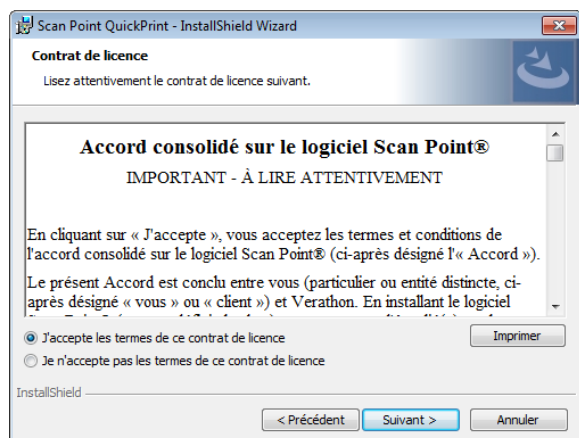 Scan Point QuickPrint - InstallShield Wizard
Contrat de licence
Lisez attentivement le contrat de licence suivant.
Accord consolidé sur le logiciel Scan Point®
IMPORTANT - À LIRE ATTENTIVEMENT
En cliquant sur « J'accepte », vous acceptez les termes et conditions de
l'accord consolidé sur le logiciel Scan Point® (ci-après désigné l'« Accord »).
Le présent Accord est conclu entre vous (particulier ou entité distincte, ci-
après désigné « vous » ou « client ») et Verathon. En installant le logiciel
J'accepte les termes de ce contrat de licence
Imprimer
Je n'accepte pas les termes de ce contrat de licence
InstallShield
< Précédent
Suivant >
Annuler